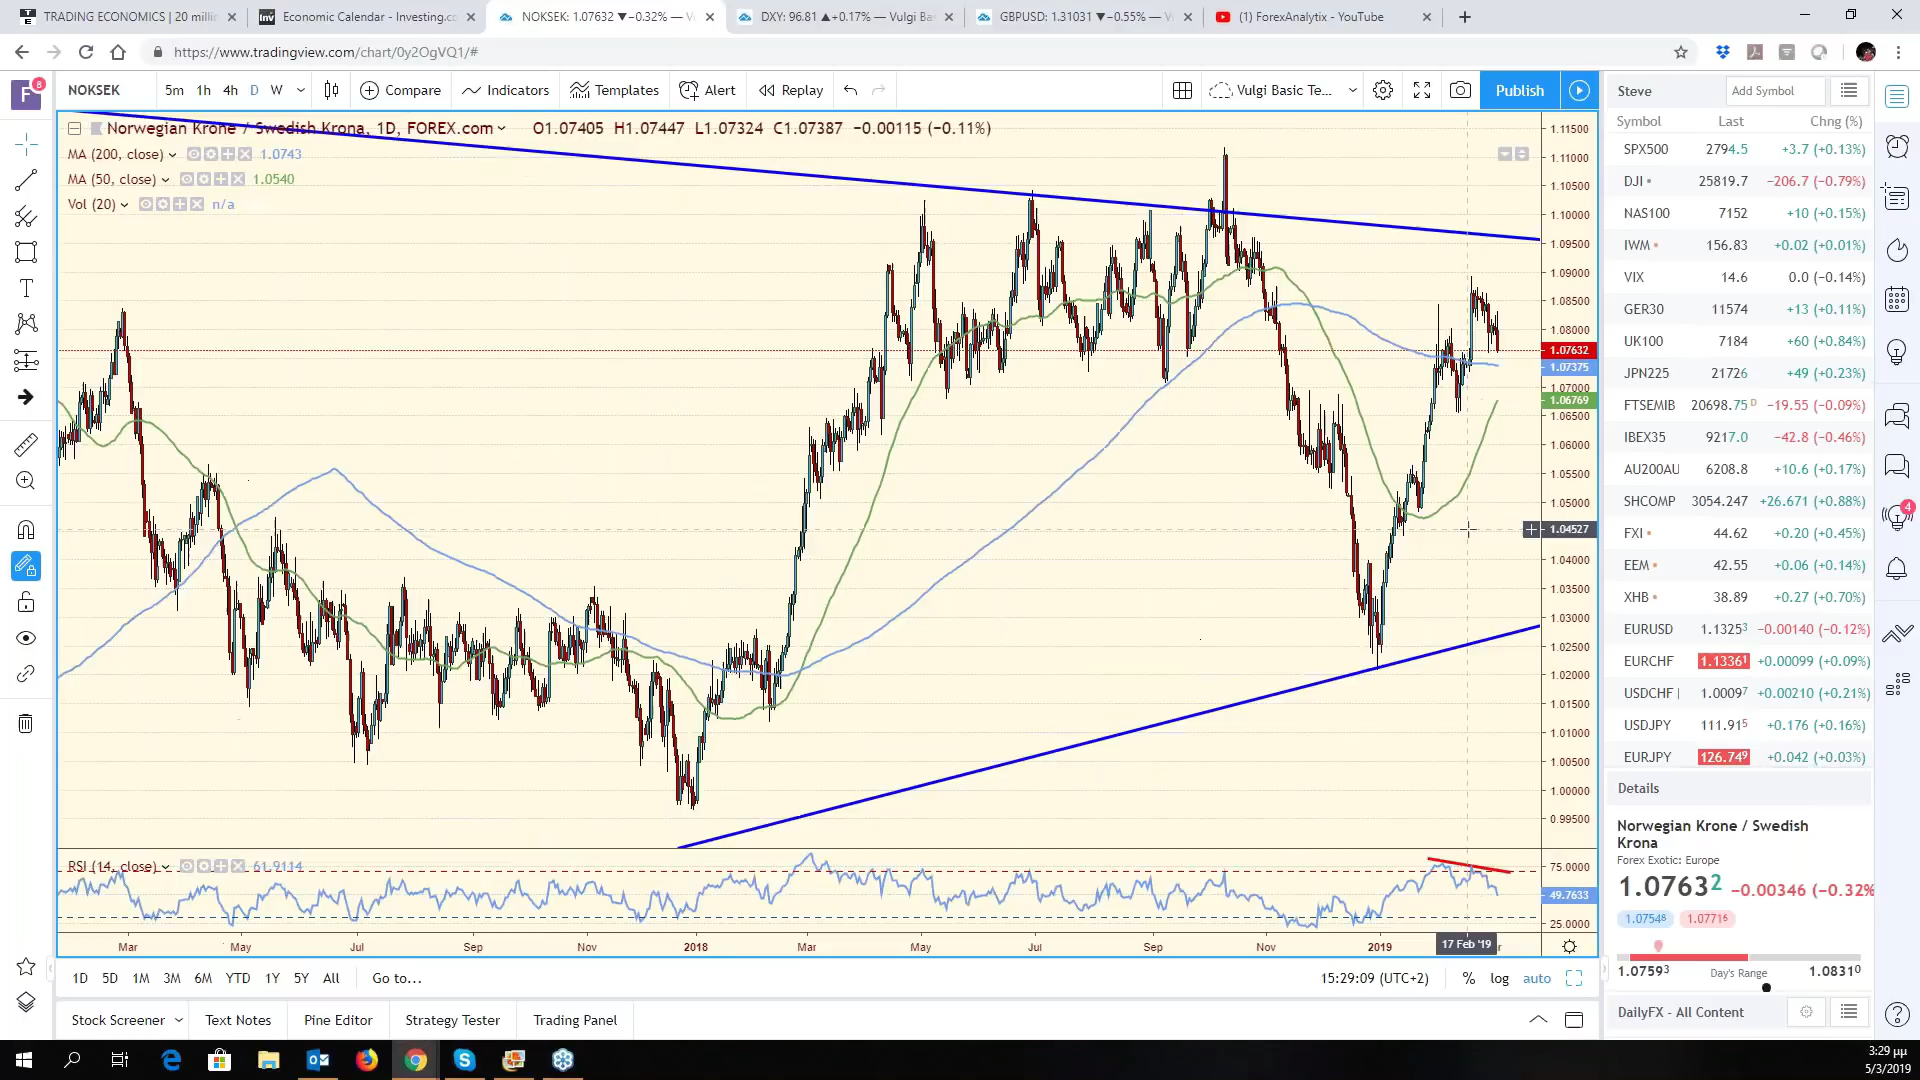 TRADING ECONOMICS | 20 milli
Economic Calendar - Investing.co
NOKSEK: 1.07632 ▼−0.32% — V
DXY: 96.81 ▲+0.17% — Vulgi Ba
GBPUSD: 1.31031 ▼−0.55% — V
(1) ForexAnalytix - YouTube
https://www.tradingview.com/chart/0y2OgVQ1/#
F 8
NOKSEK 5m 1h 4h D W Compare Indicators Templates Alert Replay Vulgi Basic Te... Publish
Steve Add Symbol
Norwegian Krone / Swedish Krona, 1D, FOREX.com O1.07405 H1.07447 L1.07324 C1.07387 −0.00115 (−0.11%)
MA (200, close) 1.0743
MA (50, close) 1.0540
Vol (20) n/a
1.11500
1.11000
1.10500
1.10000
1.09500
1.09000
1.08500
1.08000
1.07632
1.07375
1.07000
1.06769
1.06500
1.06000
1.05500
1.05000
1.04527
1.04000
1.03500
1.03000
1.02500
1.02000
1.01500
1.01000
1.00500
1.00000
0.99500
RSI (14, close) 61.9114
75.0000
49.7633
25.0000
Mar May Jul Sep Nov 2018 Mar May Jul Sep Nov 2019 17 Feb '19 r
1D 5D 1M 3M 6M YTD 1Y 5Y All Go to... 15:29:09 (UTC+2) % log auto
Stock Screener Text Notes Pine Editor Strategy Tester Trading Panel
Symbol Last Chng (%)
SPX500 2794.5 +3.7 (+0.13%)
DJI 25819.7 −206.7 (−0.79%)
NAS100 7152 +10 (+0.15%)
IWM 156.83 +0.02 (+0.01%)
VIX 14.6 0.0 (−0.14%)
GER30 11574 +13 (+0.11%)
UK100 7184 +60 (+0.84%)
JPN225 21726 +49 (+0.23%)
FTSEMIB 20698.75 D −19.55 (−0.09%)
IBEX35 9217.0 −42.8 (−0.46%)
AU200AU 6208.8 +10.6 (+0.17%)
SHCOMP 3054.247 +26.671 (+0.88%)
FXI 44.62 +0.20 (+0.45%)
EEM 42.55 +0.06 (+0.14%)
XHB 38.89 +0.27 (+0.70%)
EURUSD 1.13253 −0.00140 (−0.12%)
EURCHF 1.13361 +0.00099 (+0.09%)
USDCHF 1.00097 +0.00210 (+0.21%)
USDJPY 111.915 +0.176 (+0.16%)
EURJPY 126.749 +0.042 (+0.03%)
Details
Norwegian Krone / Swedish
Krona
Forex Exotic: Europe
1.07632 −0.00346 (−0.32%
1.07548 1.07716
1.07593 Day's Range 1.08310
DailyFX - All Content
4
3:29 μμ
5/3/2019